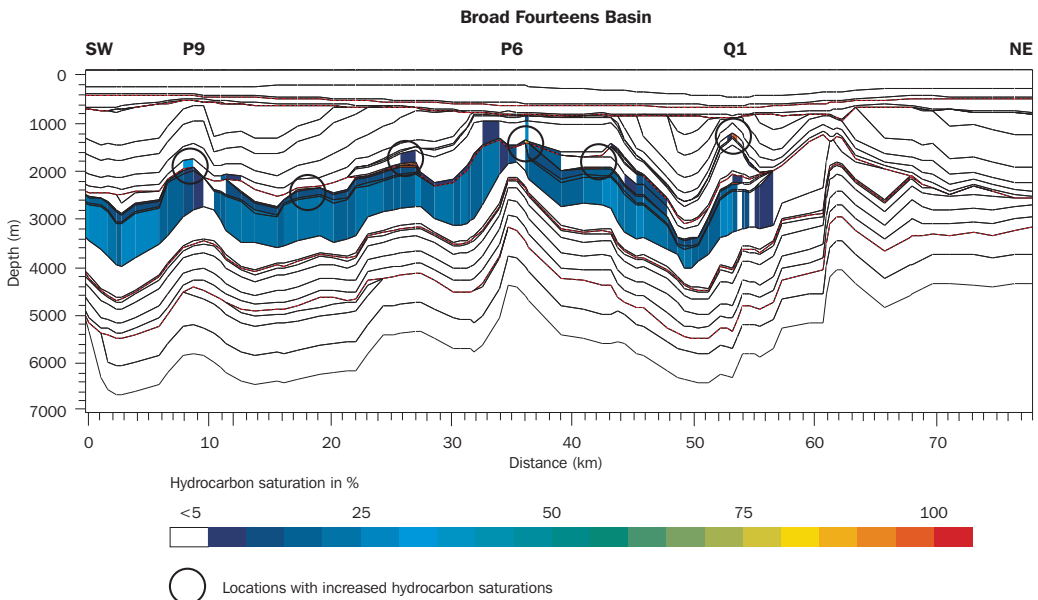 Broad Fourteens Basin
SW P9 P6 Q1 NE
0
1000
2000
3000
4000
5000
6000
7000
Depth (m)
0 10 20 30 40 50 60 70
Distance (km)
Hydrocarbon saturation in %
<5 25 50 75 100
Locations with increased hydrocarbon saturations